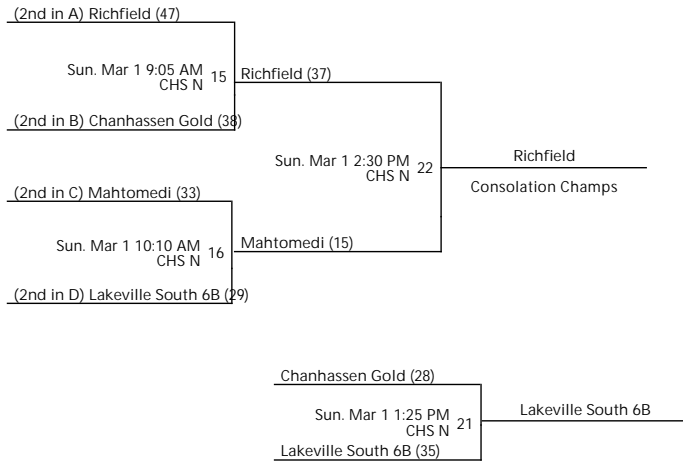 (2nd in A) Richfield (47)
Sun. Mar 1 9:05 AM
CHS N
15
Richfield (37)
(2nd in B) Chanhassen Gold (38)
Sun. Mar 1 2:30 PM
CHS N
22
Richfield
Consolation Champs
(2nd in C) Mahtomedi (33)
Sun. Mar 1 10:10 AM
CHS N
16
Mahtomedi (15)
(2nd in D) Lakeville South 6B (29)
Chanhassen Gold (28)
Sun. Mar 1 1:25 PM
CHS N
21
Lakeville South 6B
Lakeville South 6B (35)